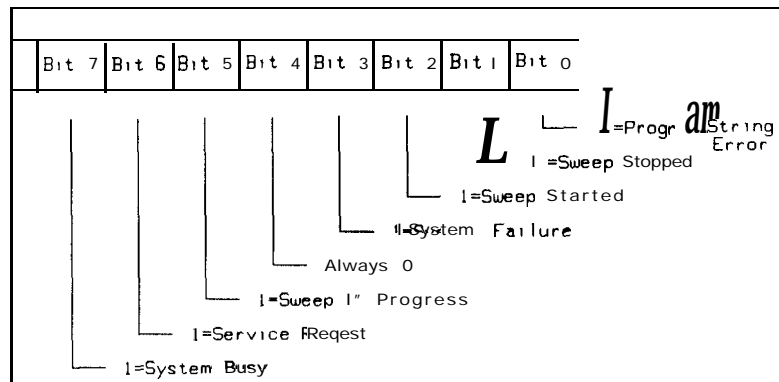 Bit 7 Bit 6 Bit 5 Bit 4 Bit 3 Bit 2 Bit 1 Bit 0
1=Program String
Error
1=Sweep Stopped
1=Sweep Started
1=System Failure
Always 0
1=Sweep I" Progress
1=Service Reqest
1=System Busy